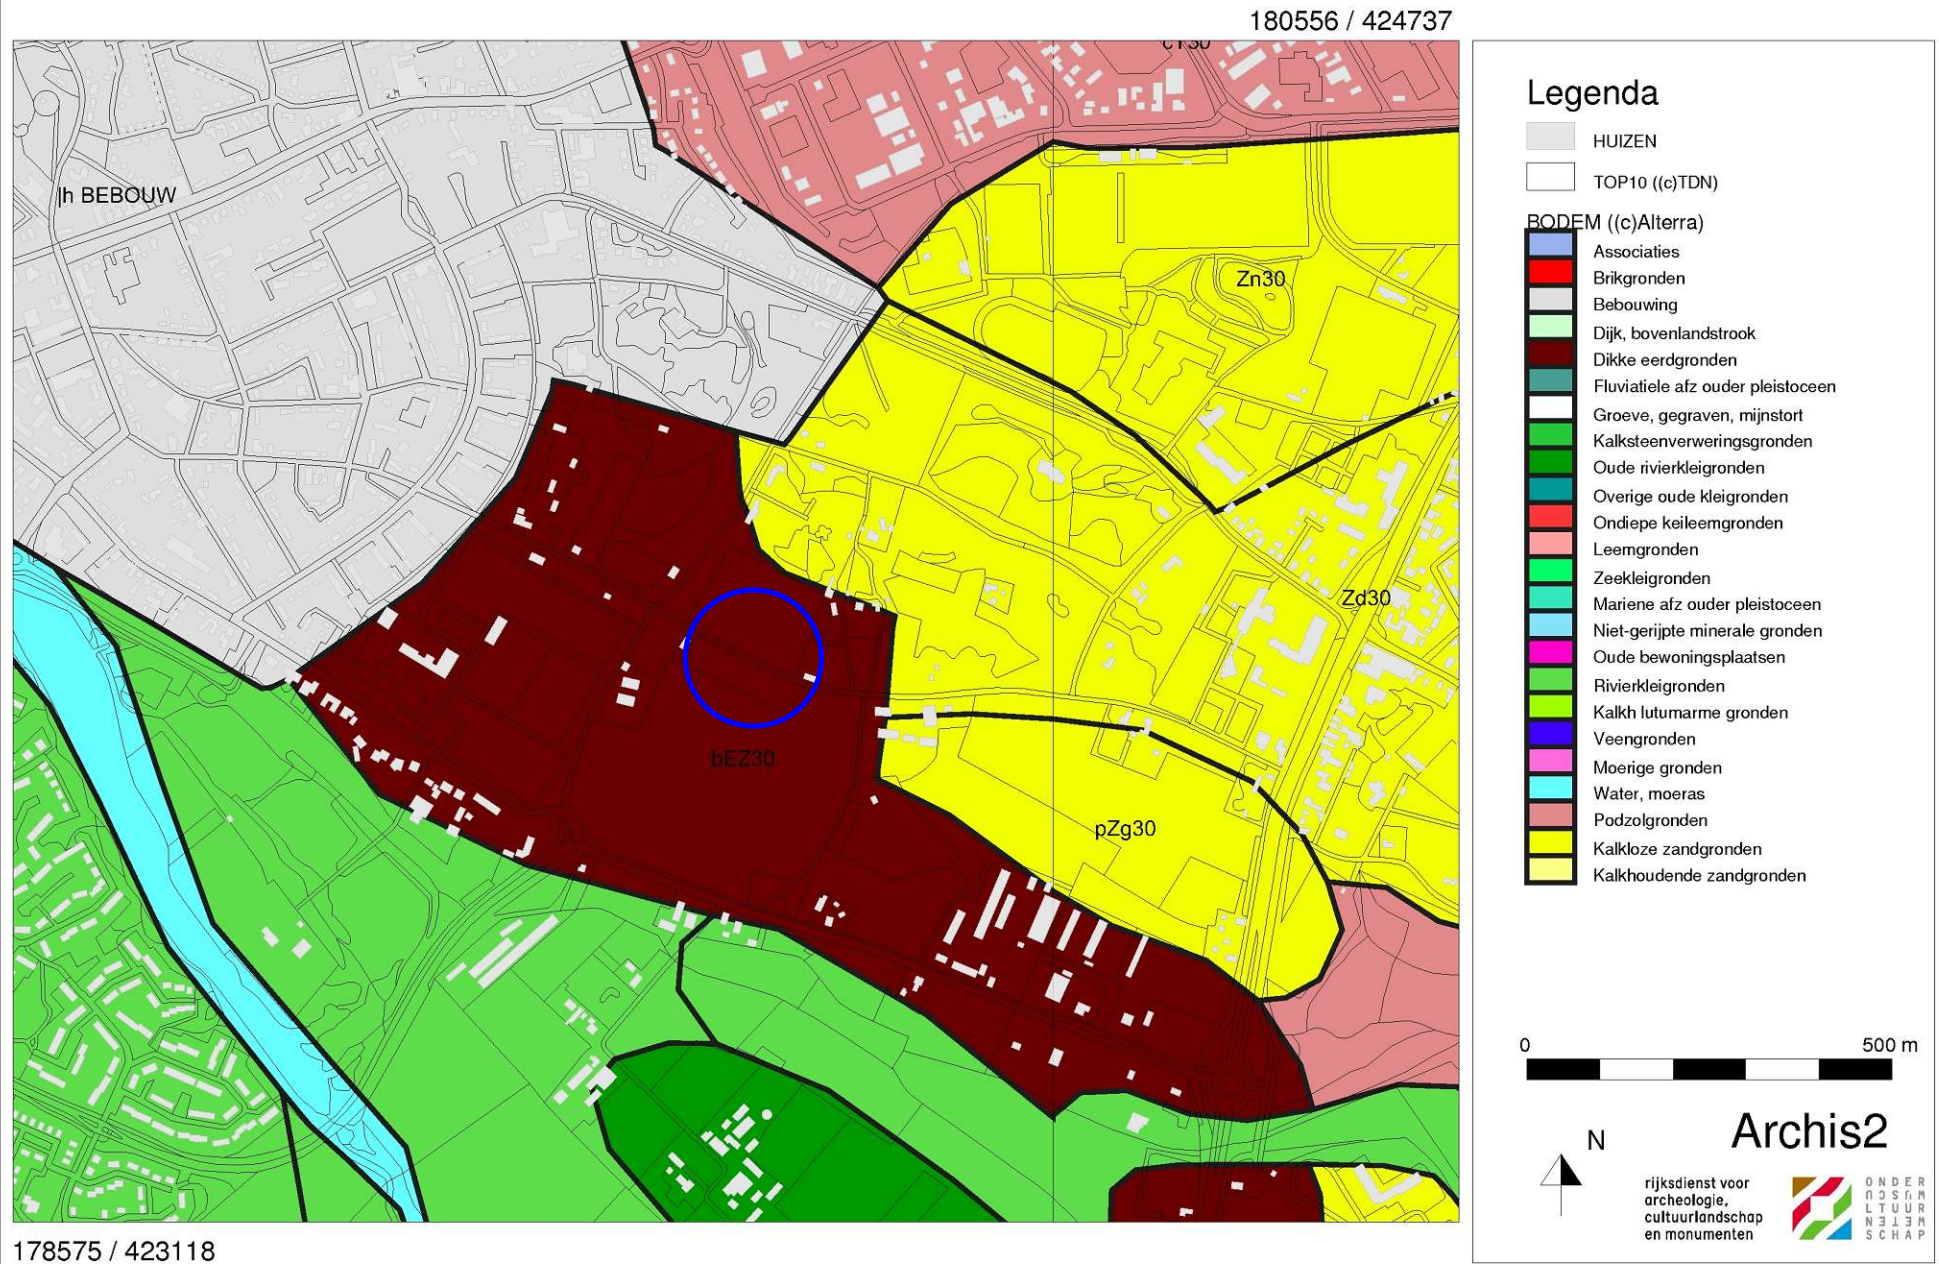 180556 / 424737
cY30
|h BEBOUW
Zn30
Zd30
bEZ30
pZg30
178575 / 423118
Legenda
HUIZEN
TOP10 ((c)TDN)
BODEM ((c)Alterra)
Associaties
Brikgronden
Bebouwing
Dijk, bovenlandstrook
Dikke eerdgronden
Fluviatiele afz ouder pleistoceen
Groeve, gegraven, mijnstort
Kalksteenverweringsgronden
Oude rivierkleigronden
Overige oude kleigronden
Ondiepe keileemgronden
Leemgronden
Zeekleigronden
Mariene afz ouder pleistoceen
Niet-gerijpte minerale gronden
Oude bewoningsplaatsen
Rivierkleigronden
Kalkh lutumarme gronden
Veengronden
Moerige gronden
Water, moeras
Podzolgronden
Kalkloze zandgronden
Kalkhoudende zandgronden
0 500 m
N
Archis2
rijksdienst voor
archeologie,
cultuurlandschap
en monumenten